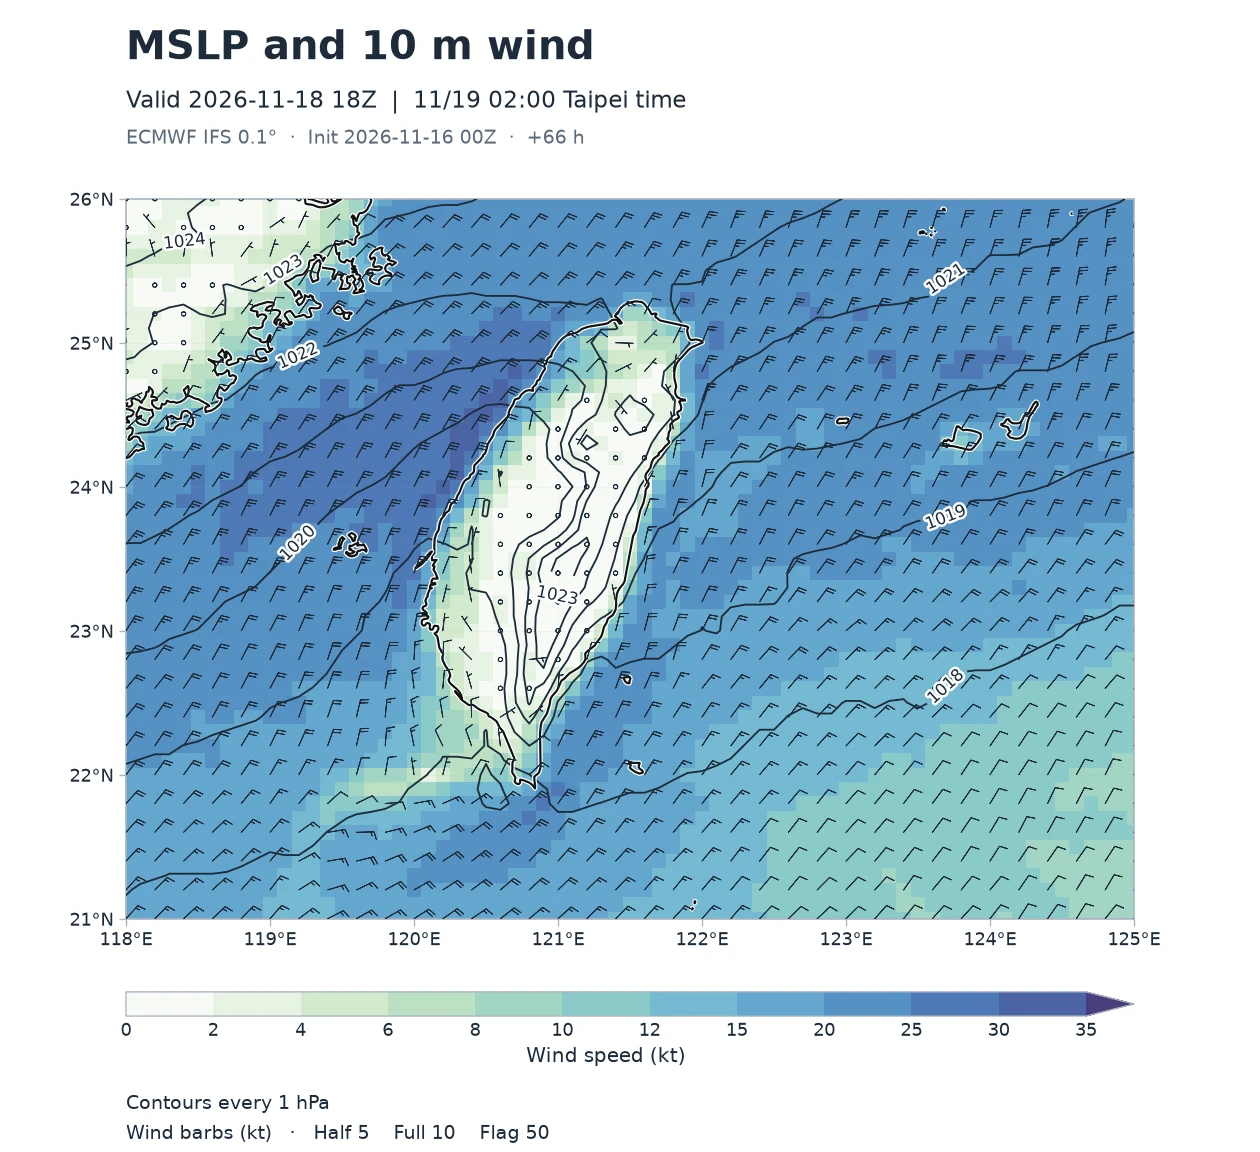 MSLP and 10 m wind
Valid 2026-11-18 18Z | 11/19 02:00 Taipei time
ECMWF IFS 0.1° · Init 2026-11-16 00Z · +66 h
26°N
25°N
24°N
23°N
22°N
21°N
1024
1023
1022
1021
1020
1019
1023
1018
118°E 119°E 120°E 121°E 122°E 123°E 124°E 125°E
0 2 4 6 8 10 12 15 20 25 30 35
Wind speed (kt)
Contours every 1 hPa
Wind barbs (kt) · Half 5 Full 10 Flag 50